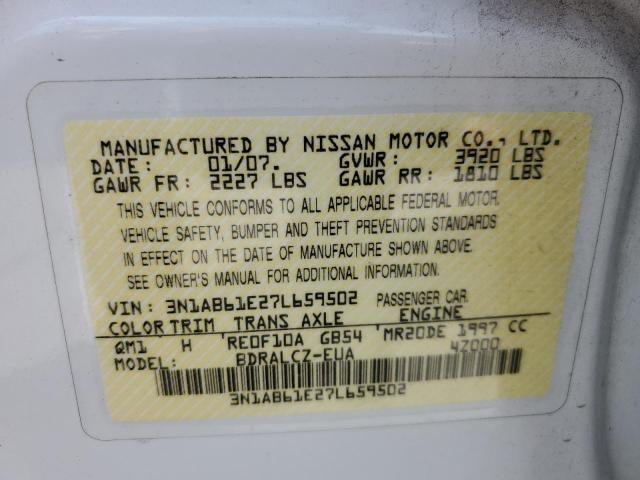 MANUFACTURED BY NISSAN MOTOR CO., LTD.
DATE: 01/07. GVWR: 3920 LBS
GAWR FR: 2227 LBS GAWR RR: 1810 LBS
THIS VEHICLE CONFORMS TO ALL APPLICABLE FEDERAL MOTOR
VEHICLE SAFETY, BUMPER AND THEFT PREVENTION STANDARDS
IN EFFECT ON THE DATE OF MANUFACTURE SHOWN ABOVE.
SEE OWNER'S MANUAL FOR ADDITIONAL INFORMATION.
VIN: 3N1AB61E27L659502 PASSENGER CAR
COLOR TRIM TRANS AXLE ENGINE
QM1 H RE0F10A GB54 MR20DE 1997 CC
MODEL: BDRALCZ-EUA 4Z000
3N1AB61E27L659502